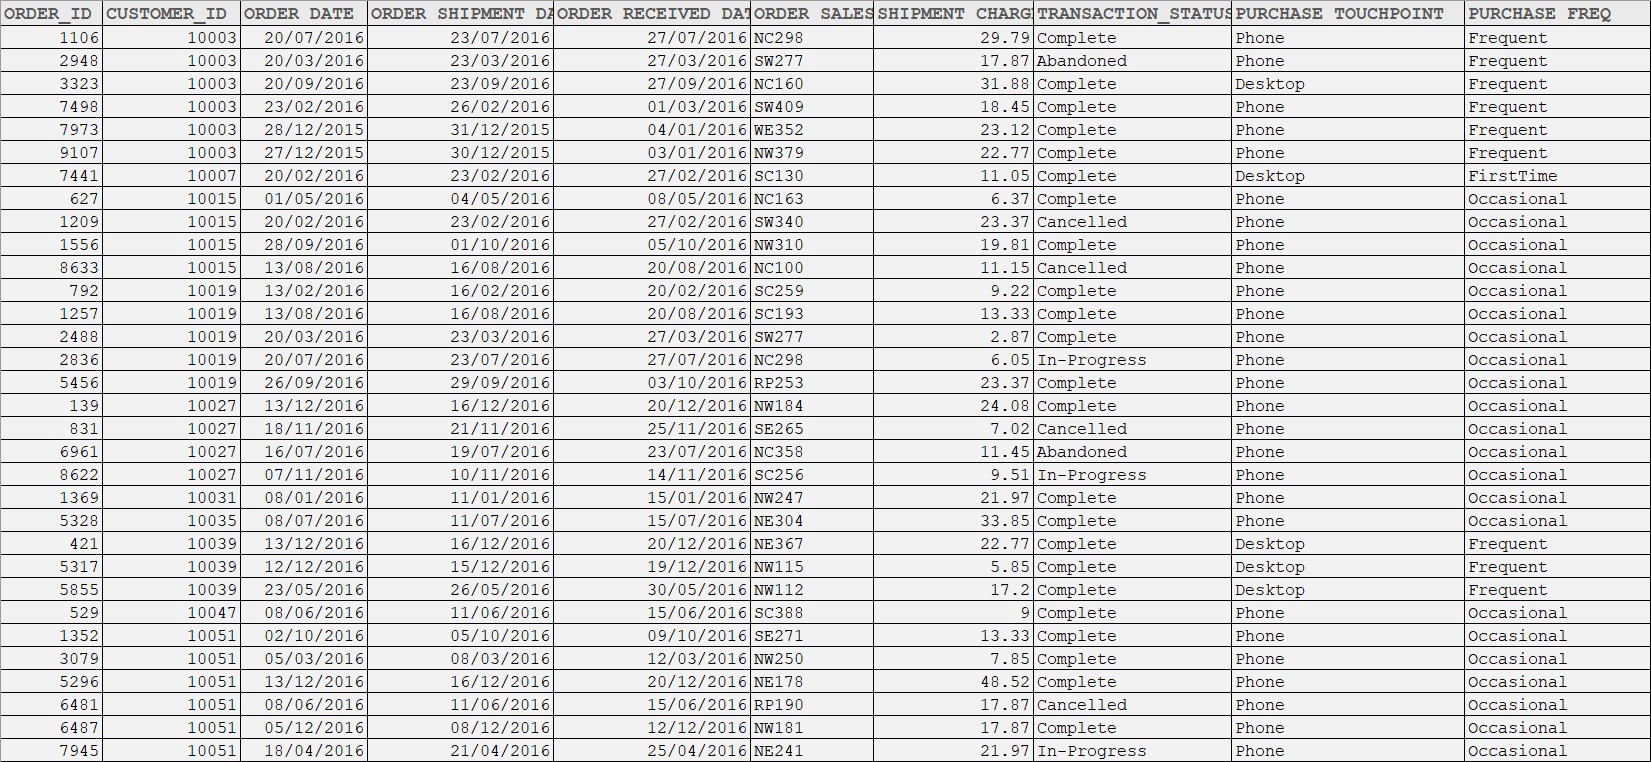 ORDER_ID CUSTOMER_ID ORDER DATE ORDER SHIPMENT DA ORDER RECEIVED DAT ORDER SALES SHIPMENT CHARG TRANSACTION_STATUS PURCHASE TOUCHPOINT PURCHASE FREQ
1106 10003 20/07/2016 23/07/2016 27/07/2016 NC298 29.79 Complete Phone Frequent
2948 10003 20/03/2016 23/03/2016 27/03/2016 SW277 17.87 Abandoned Phone Frequent
3323 10003 20/09/2016 23/09/2016 27/09/2016 NC160 31.88 Complete Desktop Frequent
7498 10003 23/02/2016 26/02/2016 01/03/2016 SW409 18.45 Complete Phone Frequent
7973 10003 28/12/2015 31/12/2015 04/01/2016 WE352 23.12 Complete Phone Frequent
9107 10003 27/12/2015 30/12/2015 03/01/2016 NW379 22.77 Complete Phone Frequent
7441 10007 20/02/2016 23/02/2016 27/02/2016 SC130 11.05 Complete Desktop FirstTime
627 10015 01/05/2016 04/05/2016 08/05/2016 NC163 6.37 Complete Phone Occasional
1209 10015 20/02/2016 23/02/2016 27/02/2016 SW340 23.37 Cancelled Phone Occasional
1556 10015 28/09/2016 01/10/2016 05/10/2016 NW310 19.81 Complete Phone Occasional
8633 10015 13/08/2016 16/08/2016 20/08/2016 NC100 11.15 Cancelled Phone Occasional
792 10019 13/02/2016 16/02/2016 20/02/2016 SC259 9.22 Complete Phone Occasional
1257 10019 13/08/2016 16/08/2016 20/08/2016 SC193 13.33 Complete Phone Occasional
2488 10019 20/03/2016 23/03/2016 27/03/2016 SW277 2.87 Complete Phone Occasional
2836 10019 20/07/2016 23/07/2016 27/07/2016 NC298 6.05 In-Progress Phone Occasional
5456 10019 26/09/2016 29/09/2016 03/10/2016 RP253 23.37 Complete Phone Occasional
139 10027 13/12/2016 16/12/2016 20/12/2016 NW184 24.08 Complete Phone Occasional
831 10027 18/11/2016 21/11/2016 25/11/2016 SE265 7.02 Cancelled Phone Occasional
6961 10027 16/07/2016 19/07/2016 23/07/2016 NC358 11.45 Abandoned Phone Occasional
8622 10027 07/11/2016 10/11/2016 14/11/2016 SC256 9.51 In-Progress Phone Occasional
1369 10031 08/01/2016 11/01/2016 15/01/2016 NW247 21.97 Complete Phone Occasional
5328 10035 08/07/2016 11/07/2016 15/07/2016 NE304 33.85 Complete Phone Occasional
421 10039 13/12/2016 16/12/2016 20/12/2016 NE367 22.77 Complete Desktop Frequent
5317 10039 12/12/2016 15/12/2016 19/12/2016 NW115 5.85 Complete Desktop Frequent
5855 10039 23/05/2016 26/05/2016 30/05/2016 NW112 17.2 Complete Desktop Frequent
529 10047 08/06/2016 11/06/2016 15/06/2016 SC388 9 Complete Phone Occasional
1352 10051 02/10/2016 05/10/2016 09/10/2016 SE271 13.33 Complete Phone Occasional
3079 10051 05/03/2016 08/03/2016 12/03/2016 NW250 7.85 Complete Phone Occasional
5296 10051 13/12/2016 16/12/2016 20/12/2016 NE178 48.52 Complete Phone Occasional
6481 10051 08/06/2016 11/06/2016 15/06/2016 RP190 17.87 Cancelled Phone Occasional
6487 10051 05/12/2016 08/12/2016 12/12/2016 NW181 17.87 Complete Phone Occasional
7945 10051 18/04/2016 21/04/2016 25/04/2016 NE241 21.97 In-Progress Phone Occasional